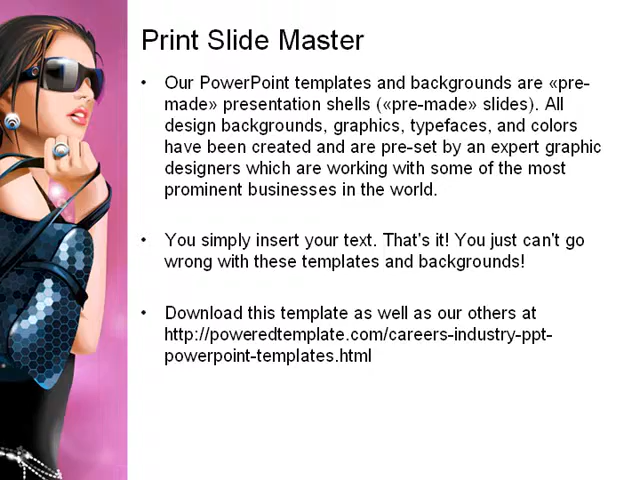 Print Slide Master
• Our PowerPoint templates and backgrounds are «pre-
made» presentation shells («pre-made» slides). All
design backgrounds, graphics, typefaces, and colors
have been created and are pre-set by an expert graphic
designers which are working with some of the most
prominent businesses in the world.
• You simply insert your text. That's it! You just can't go
wrong with these templates and backgrounds!
• Download this template as well as our others at
http://poweredtemplate.com/careers-industry-ppt-
powerpoint-templates.html